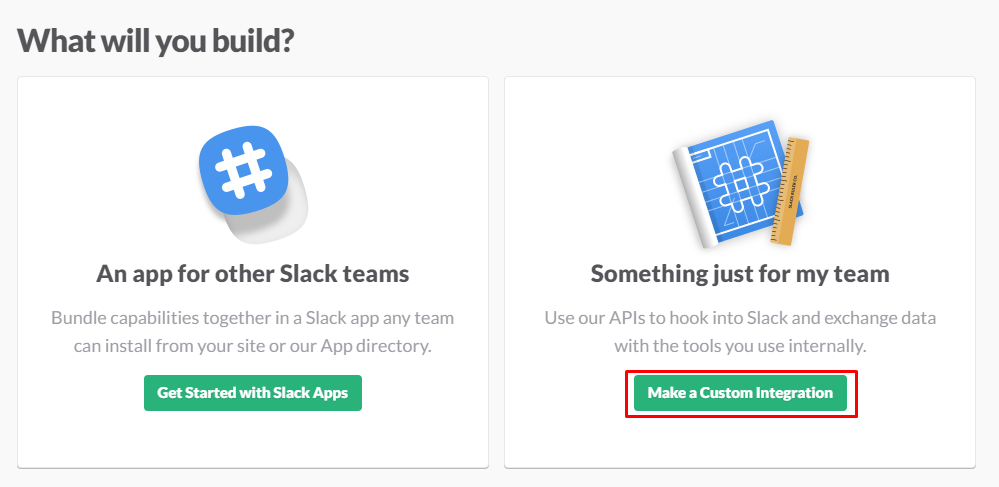 What will you build?
An app for other Slack teams
Bundle capabilities together in a Slack app any team
can install from your site or our App directory.
Get Started with Slack Apps
Something just for my team
Use our APIs to hook into Slack and exchange data
with the tools you use internally.
Make a Custom Integration